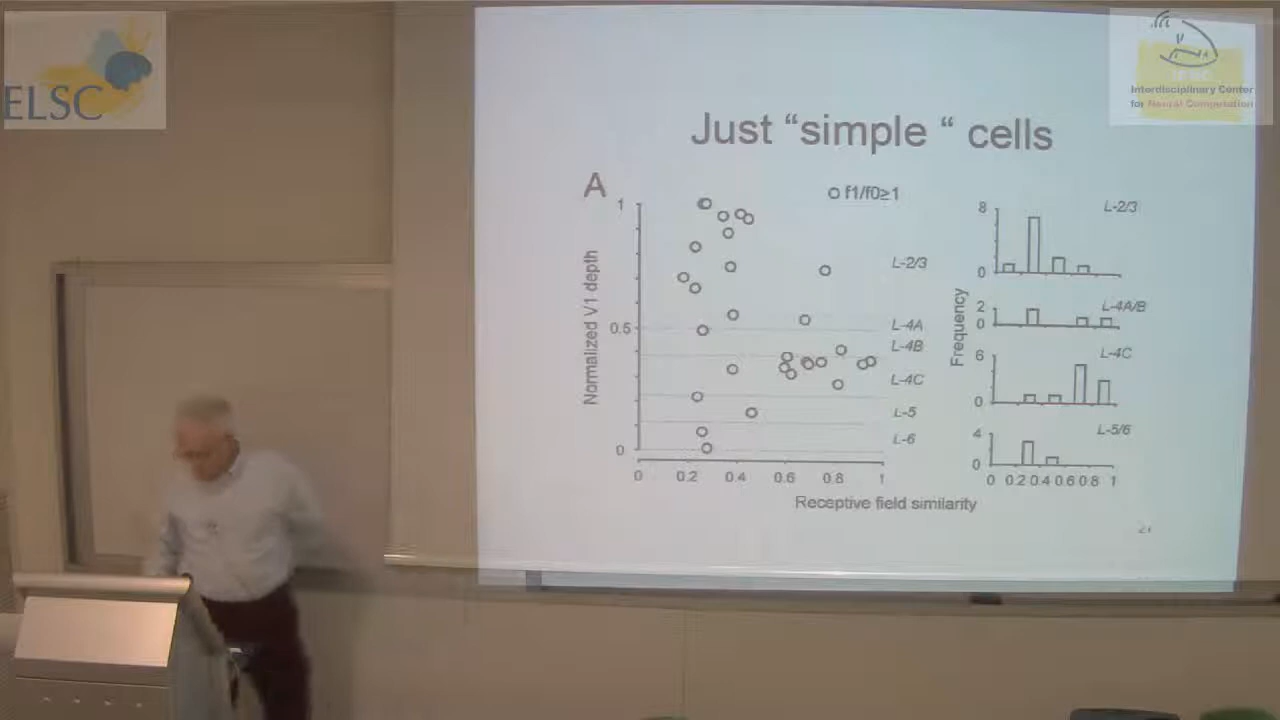 ELSC
Interdisciplinary Center
for Neural Computation
Just “simple “ cells
A
f1/f0≥1
Normalized V1 depth
1
0.5
0
L-2/3
L-4A
L-4B
L-4C
L-5
L-6
0 0.2 0.4 0.6 0.8 1
Receptive field similarity
Frequency
8
0
L-2/3
2
0
L-4A/B
6
0
L-4C
4
0
L-5/6
0 0.2 0.4 0.6 0.8 1